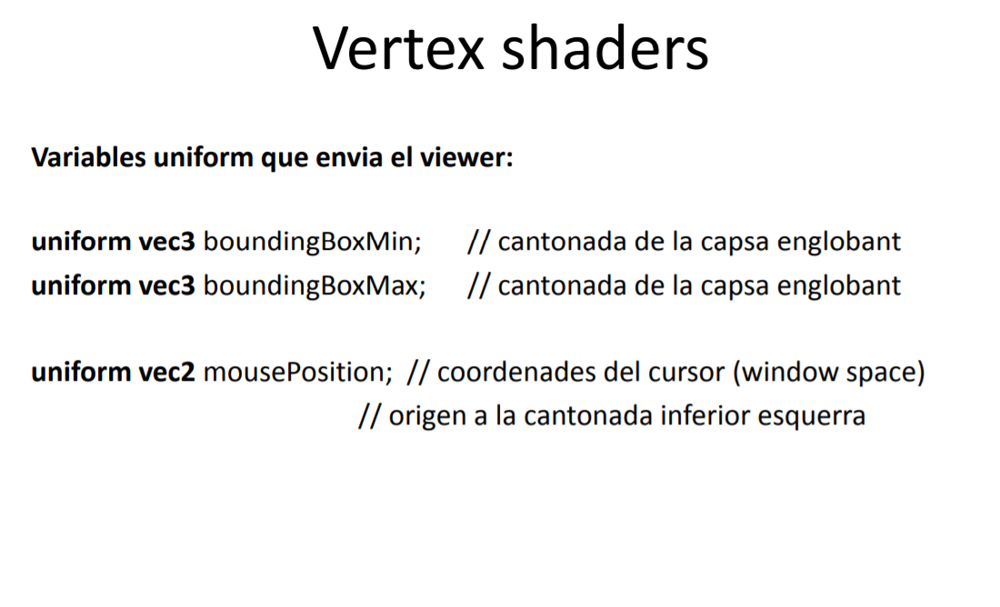 Vertex shaders
Variables uniform que envia el viewer:
uniform vec3 boundingBoxMin; // cantonada de la capsa englobant
uniform vec3 boundingBoxMax; // cantonada de la capsa englobant
uniform vec2 mousePosition; // coordenades del cursor (window space)
// origen a la cantonada inferior esquerra